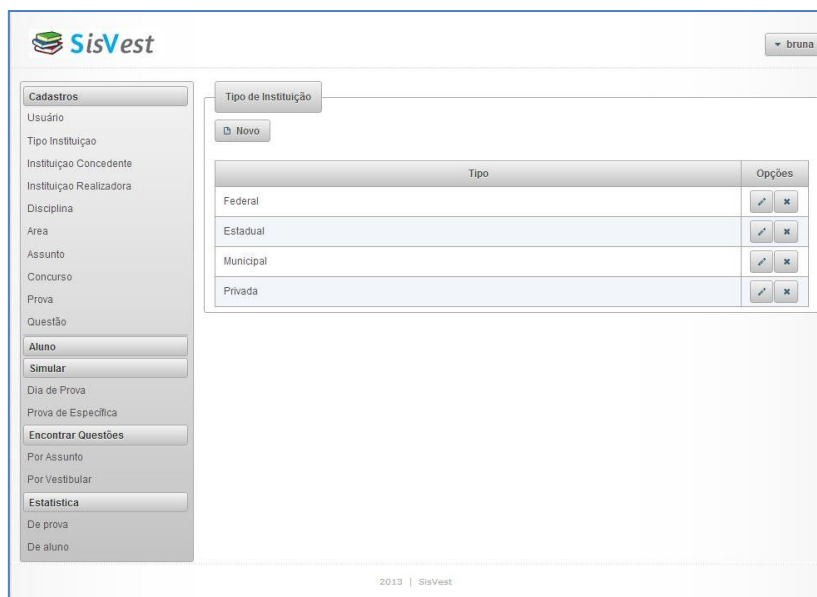 SisVest
bruna
Cadastros
Usuário
Tipo Instituiçao
Instituiçao Concedente
Instituiçao Realizadora
Disciplina
Area
Assunto
Concurso
Prova
Questão
Aluno
Simular
Dia de Prova
Prova de Específica
Encontrar Questões
Por Assunto
Por Vestibular
Estatistica
De prova
De aluno
Tipo de Instituição
Novo
Tipo Opções
Federal
Estadual
Municipal
Privada
2013 | SisVest